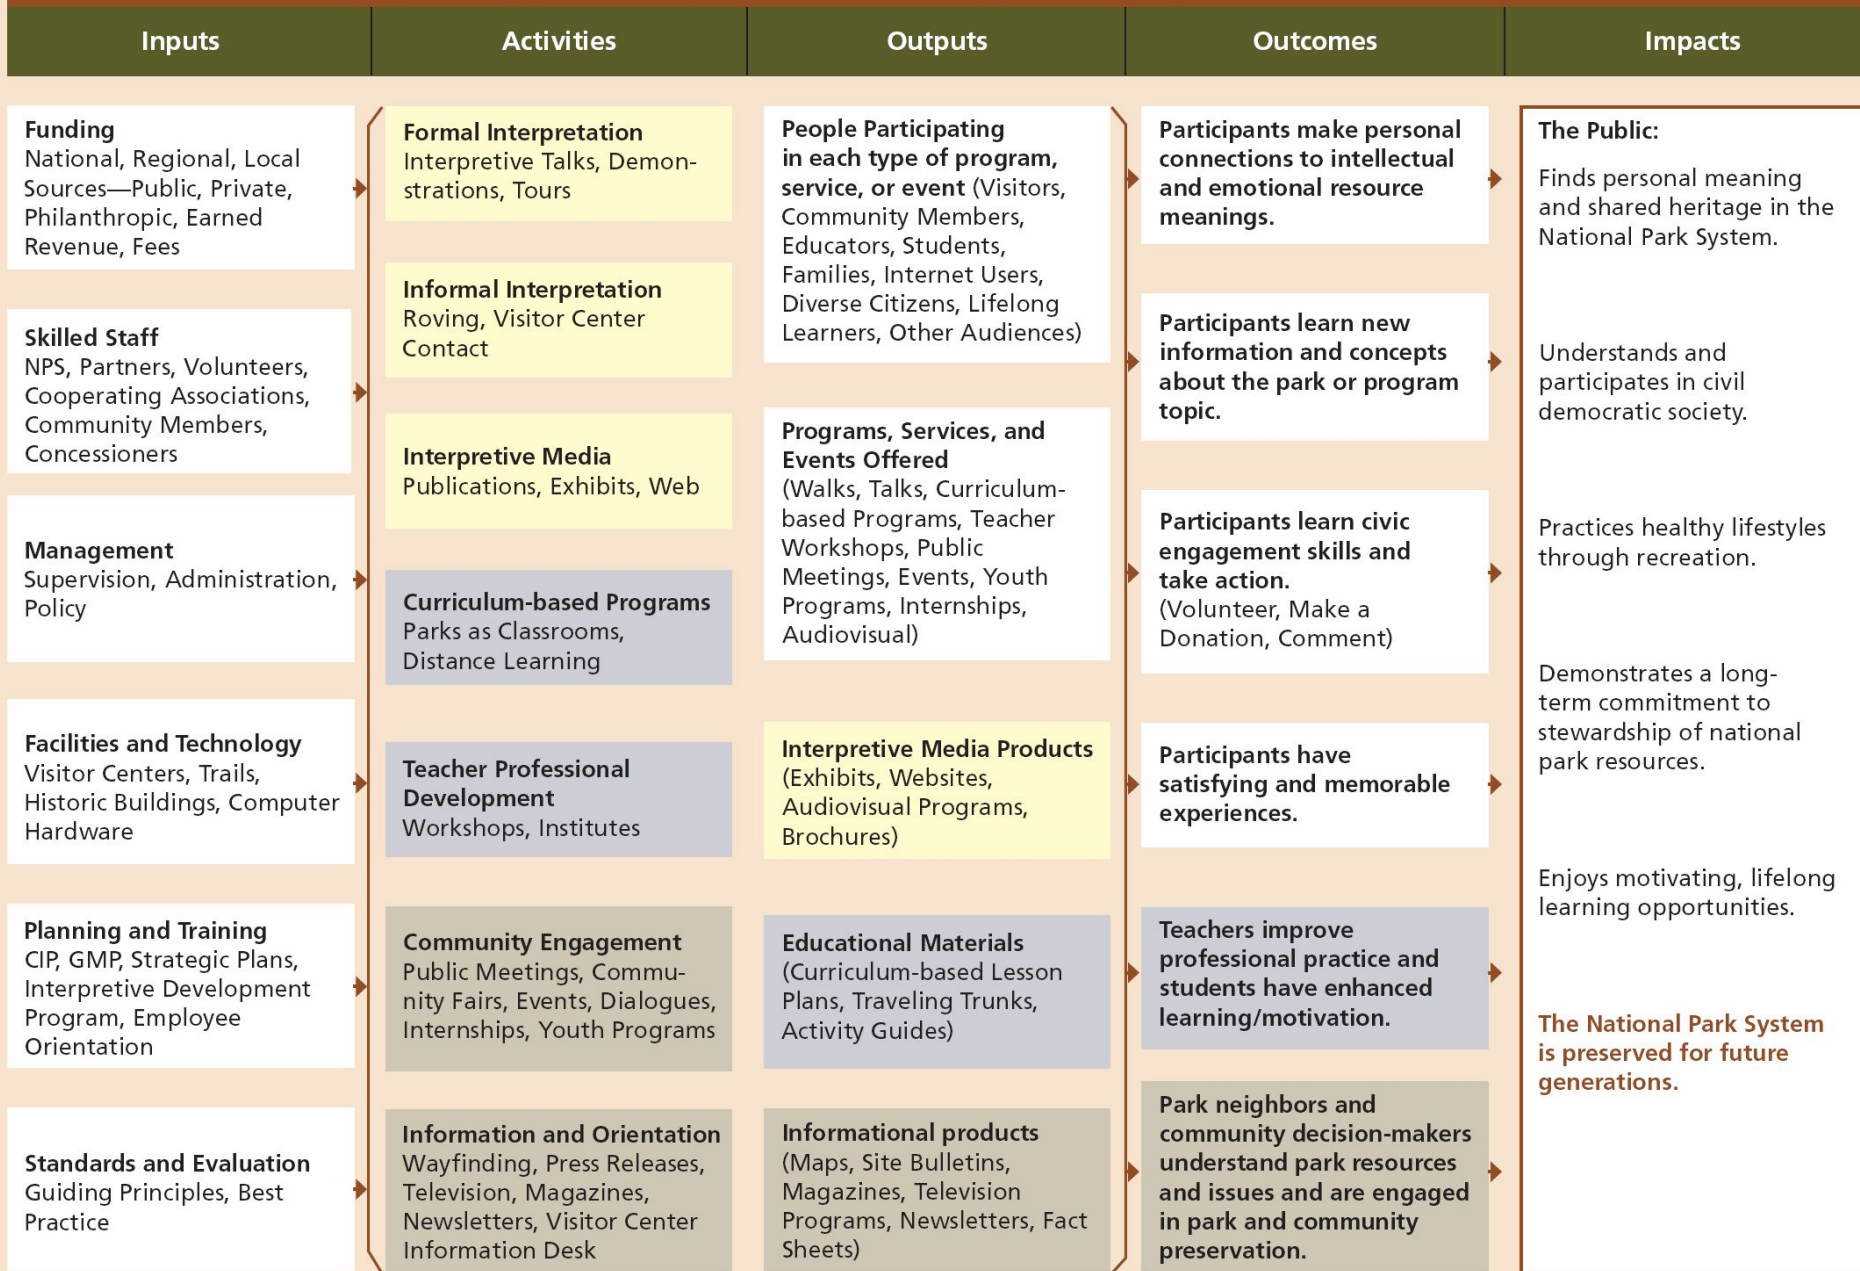 Inputs
Activities
Outputs
Outcomes
Impacts
Funding
National, Regional, Local
Sources—Public, Private,
Philanthropic, Earned
Revenue, Fees
Skilled Staff
NPS, Partners, Volunteers,
Cooperating Associations,
Community Members,
Concessioners
Management
Supervision, Administration,
Policy
Facilities and Technology
Visitor Centers, Trails,
Historic Buildings, Computer
Hardware
Planning and Training
CIP, GMP, Strategic Plans,
Interpretive Development
Program, Employee
Orientation
Standards and Evaluation
Guiding Principles, Best
Practice
Formal Interpretation
Interpretive Talks, Demon-
strations, Tours
Informal Interpretation
Roving, Visitor Center
Contact
Interpretive Media
Publications, Exhibits, Web
Curriculum-based Programs
Parks as Classrooms,
Distance Learning
Teacher Professional
Development
Workshops, Institutes
Community Engagement
Public Meetings, Commu-
nity Fairs, Events, Dialogues,
Internships, Youth Programs
Information and Orientation
Wayfinding, Press Releases,
Television, Magazines,
Newsletters, Visitor Center
Information Desk
People Participating
in each type of program,
service, or event (Visitors,
Community Members,
Educators, Students,
Families, Internet Users,
Diverse Citizens, Lifelong
Learners, Other Audiences)
Programs, Services, and
Events Offered
(Walks, Talks, Curriculum-
based Programs, Teacher
Workshops, Public
Meetings, Events, Youth
Programs, Internships,
Audiovisual)
Interpretive Media Products
(Exhibits, Websites,
Audiovisual Programs,
Brochures)
Educational Materials
(Curriculum-based Lesson
Plans, Traveling Trunks,
Activity Guides)
Informational products
(Maps, Site Bulletins,
Magazines, Television
Programs, Newsletters, Fact
Sheets)
Participants make personal
connections to intellectual
and emotional resource
meanings.
Participants learn new
information and concepts
about the park or program
topic.
Participants learn civic
engagement skills and
take action.
(Volunteer, Make a
Donation, Comment)
Participants have
satisfying and memorable
experiences.
Teachers improve
professional practice and
students have enhanced
learning/motivation.
Park neighbors and
community decision-makers
understand park resources
and issues and are engaged
in park and community
preservation.
The Public:
Finds personal meaning
and shared heritage in the
National Park System.
Understands and
participates in civil
democratic society.
Practices healthy lifestyles
through recreation.
Demonstrates a long-
term commitment to
stewardship of national
park resources.
Enjoys motivating, lifelong
learning opportunities.
The National Park System
is preserved for future
generations.